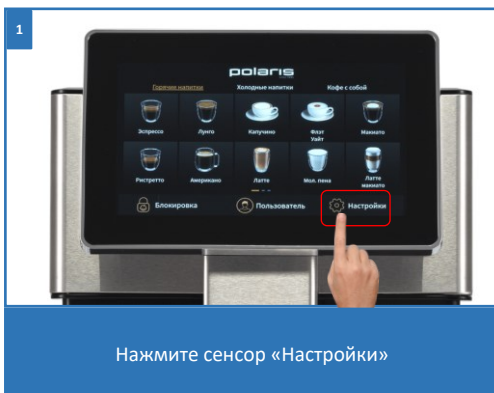 1
polaris
Горячие напитки Холодные напитки Кофе с собой
Эспрессо Лунго Капучино Флэт Уайт Макиато
Ристретто Американо Латте Мол. пена Латте макиато
Блокировка Пользователь Настройки
Нажмите сенсор «Настройки»